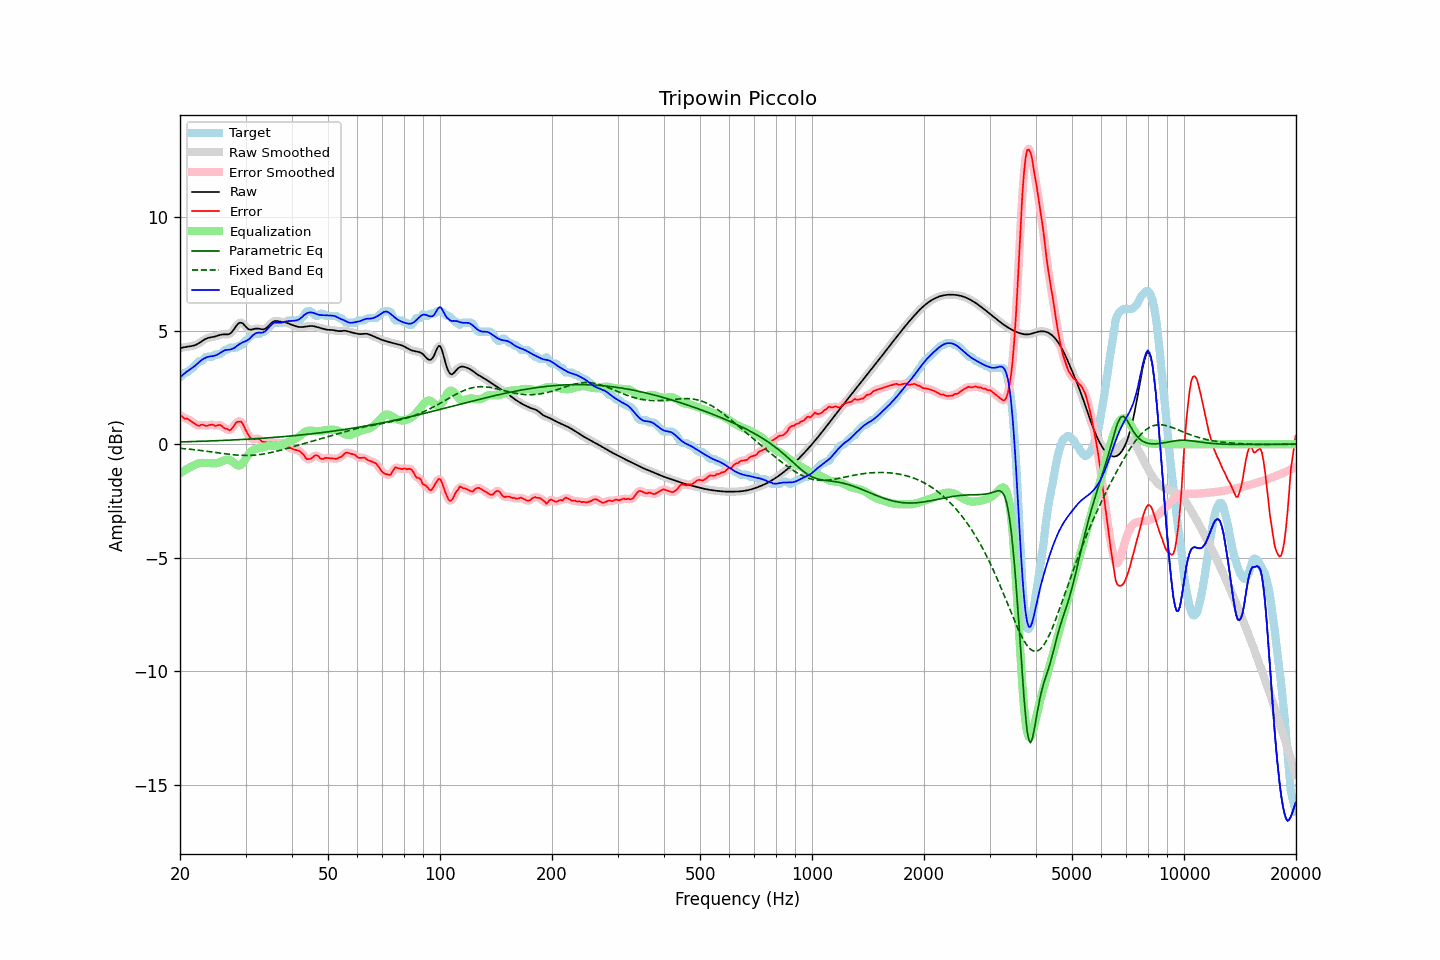 Tripowin Piccolo
Target
Raw Smoothed
Error Smoothed
Raw
Error
Equalization
Parametric Eq
Fixed Band Eq
Equalized
Amplitude (dBr)
10
5
0
−5
−10
−15
20 50 100 200 500 1000 2000 5000 10000 20000
Frequency (Hz)